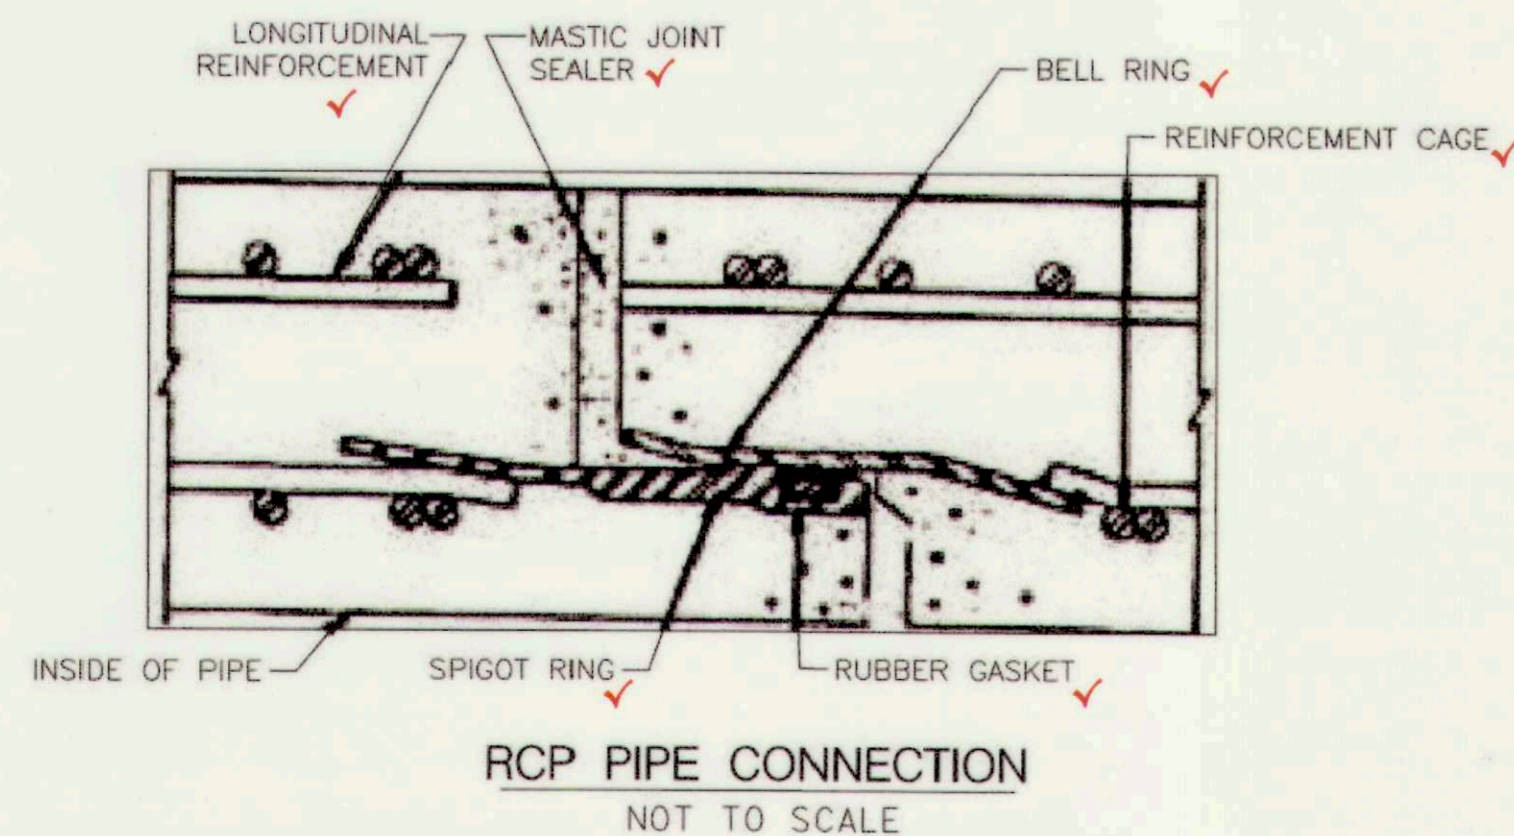 LONGITUDINAL
REINFORCEMENT
MASTIC JOINT
SEALER
BELL RING
REINFORCEMENT CAGE
INSIDE OF PIPE
SPIGOT RING
RUBBER GASKET
RCP PIPE CONNECTION
NOT TO SCALE